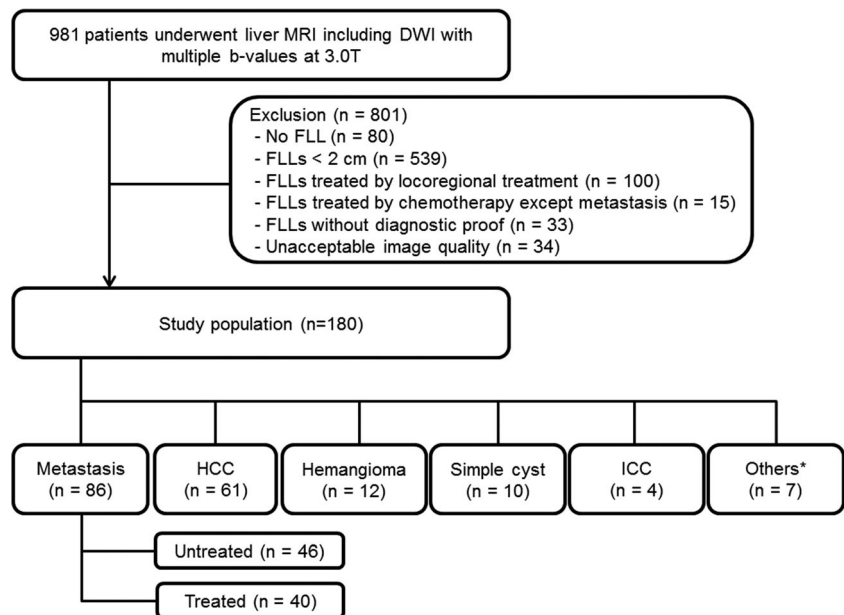 981 patients underwent liver MRI including DWI with
multiple b-values at 3.0T
Exclusion (n = 801)
- No FLL (n = 80)
- FLLs < 2 cm (n = 539)
- FLLs treated by locoregional treatment (n = 100)
- FLLs treated by chemotherapy except metastasis (n = 15)
- FLLs without diagnostic proof (n = 33)
- Unacceptable image quality (n = 34)
Study population (n=180)
Metastasis
(n = 86)
HCC
(n = 61)
Hemangioma
(n = 12)
Simple cyst
(n = 10)
ICC
(n = 4)
Others*
(n = 7)
Untreated (n = 46)
Treated (n = 40)